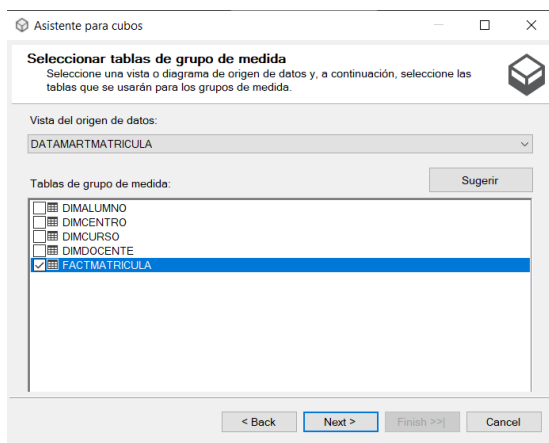 Asistente para cubos
Seleccionar tablas de grupo de medida
Seleccione una vista o diagrama de origen de datos y, a continuación, seleccione las
tablas que se usarán para los grupos de medida.
Vista del origen de datos:
DATAMARTMATRICULA
Tablas de grupo de medida:
Sugerir
DIMALUMNO
DIMCENTRO
DIMCURSO
DIMDOCENTE
FACTMATRICULA
< Back
Next >
Finish >>|
Cancel